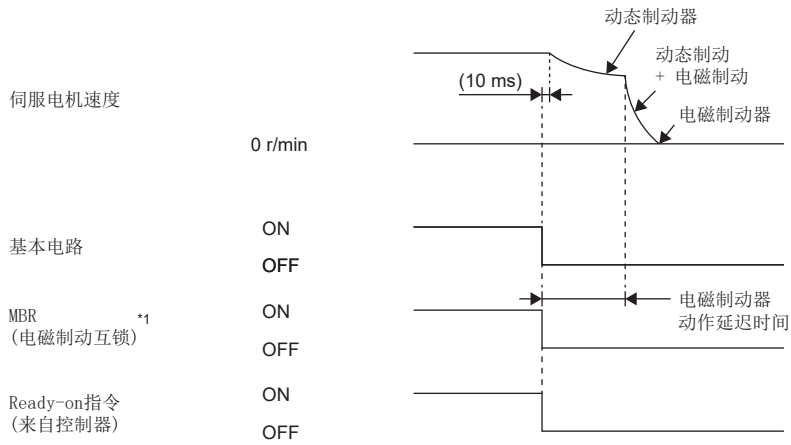 动态制动器
动态制动
+ 电磁制动
(10 ms)
伺服电机速度
电磁制动器
0 r/min
ON
基本电路
OFF
电磁制动器
动作延迟时间
MBR *1
(电磁制动互锁)
ON
OFF
Ready-on指令
(来自控制器)
ON
OFF